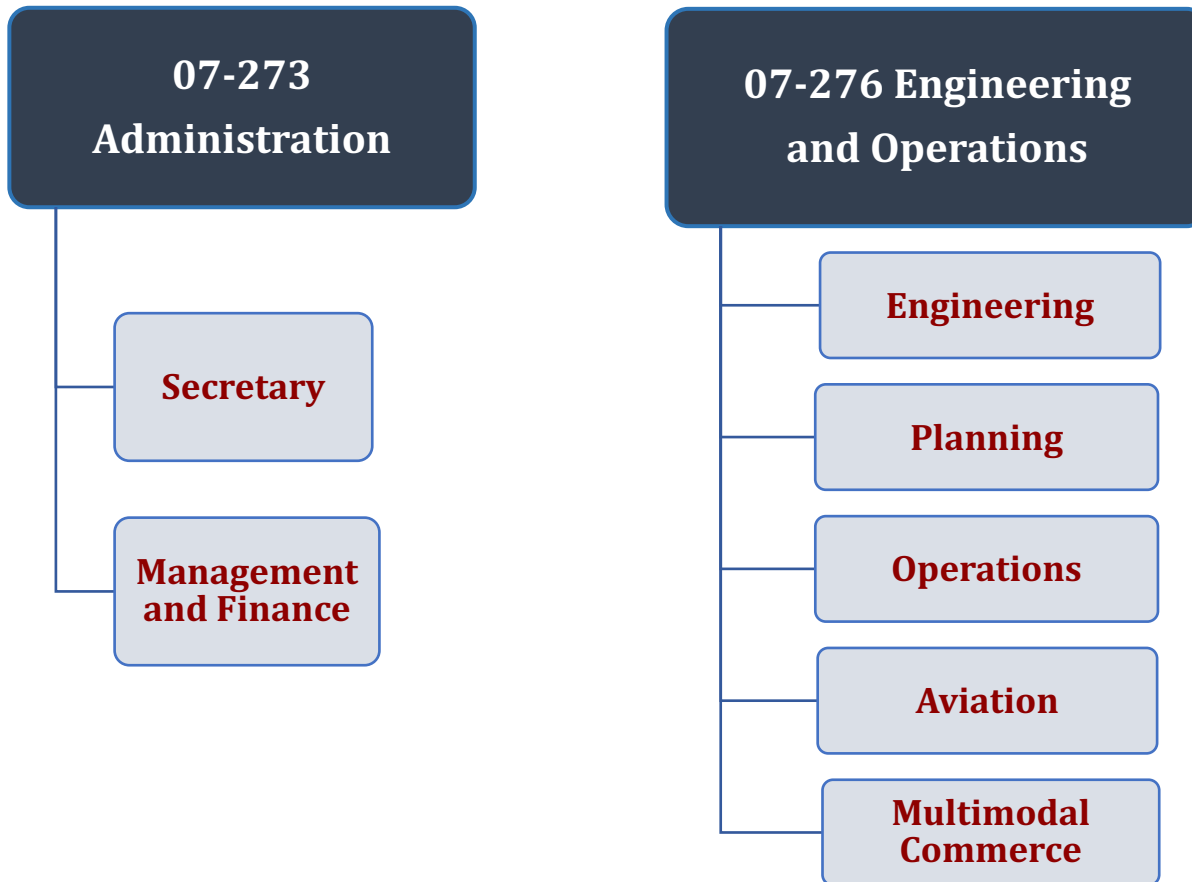 07-273
Administration
Secretary
Management
and Finance
07-276 Engineering
and Operations
Engineering
Planning
Operations
Aviation
Multimodal
Commerce